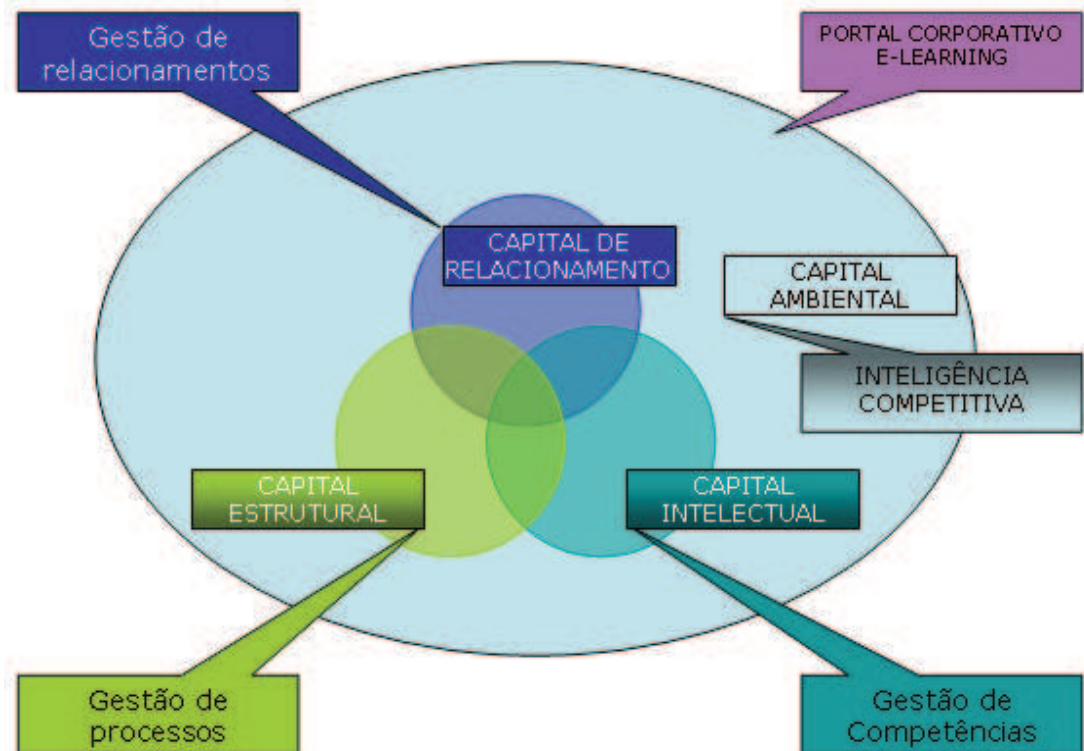 Gestão de
relacionamentos
PORTAL CORPORATIVO
E-LEARNING
CAPITAL DE
RELACIONAMENTO
CAPITAL
AMBIENTAL
INTELIGÊNCIA
COMPETITIVA
CAPITAL
ESTRUTURAL
CAPITAL
INTELECTUAL
Gestão de
processos
Gestão de
Competências